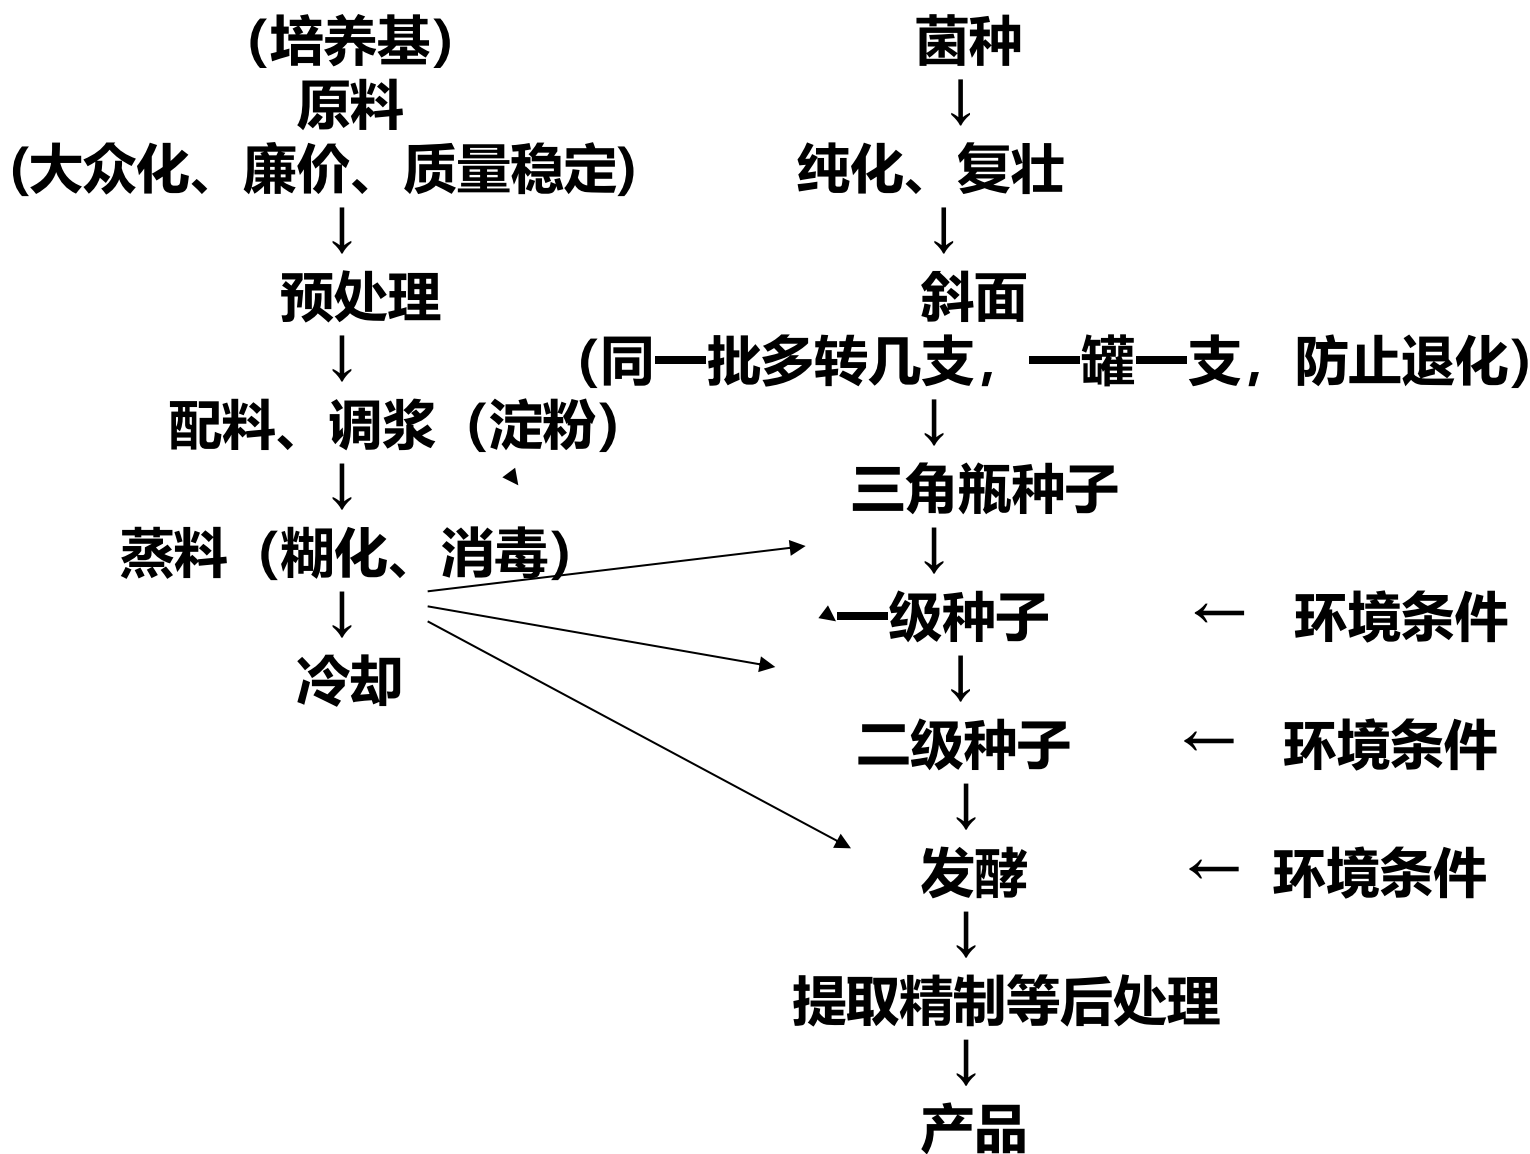 （培养基）
原料
（大众化、廉价、质量稳定）
↓
预处理
↓
配料、调浆（淀粉）
↓
蒸料（糊化、消毒）
↓
冷却
菌种
↓
纯化、复壮
↓
斜面
（同一批多转几支，一罐一支，防止退化）
↓
三角瓶种子
↓
一级种子 ← 环境条件
↓
二级种子 ← 环境条件
↓
发酵 ← 环境条件
↓
提取精制等后处理
↓
产品